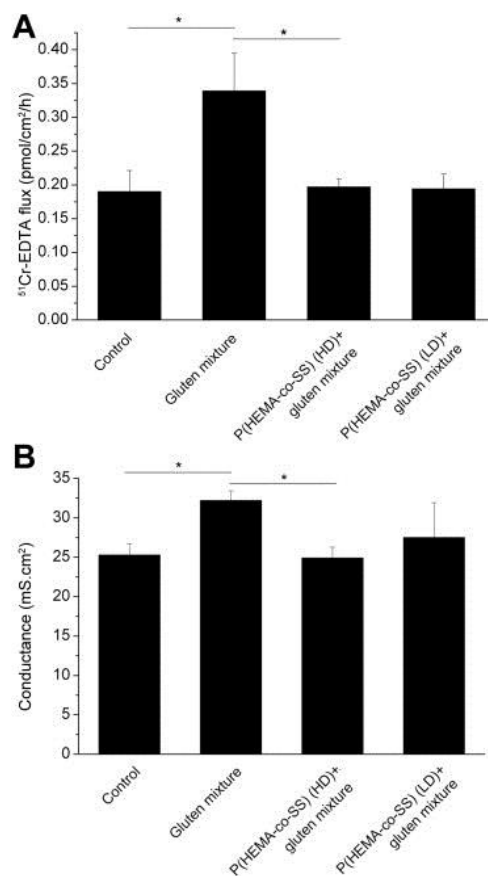 A
*
*
0.40
0.35
0.30
0.25
0.20
0.15
0.10
0.05
0.00
⁵¹Cr-EDTA flux (pmol/cm²/h)
Control
Gluten mixture
P(HEMA-co-SS) (HD)+
gluten mixture
P(HEMA-co-SS) (LD)+
gluten mixture
B
*
*
35
30
25
20
15
10
5
0
Conductance (mS.cm²)
Control
Gluten mixture
P(HEMA-co-SS) (HD)+
gluten mixture
P(HEMA-co-SS) (LD)+
gluten mixture